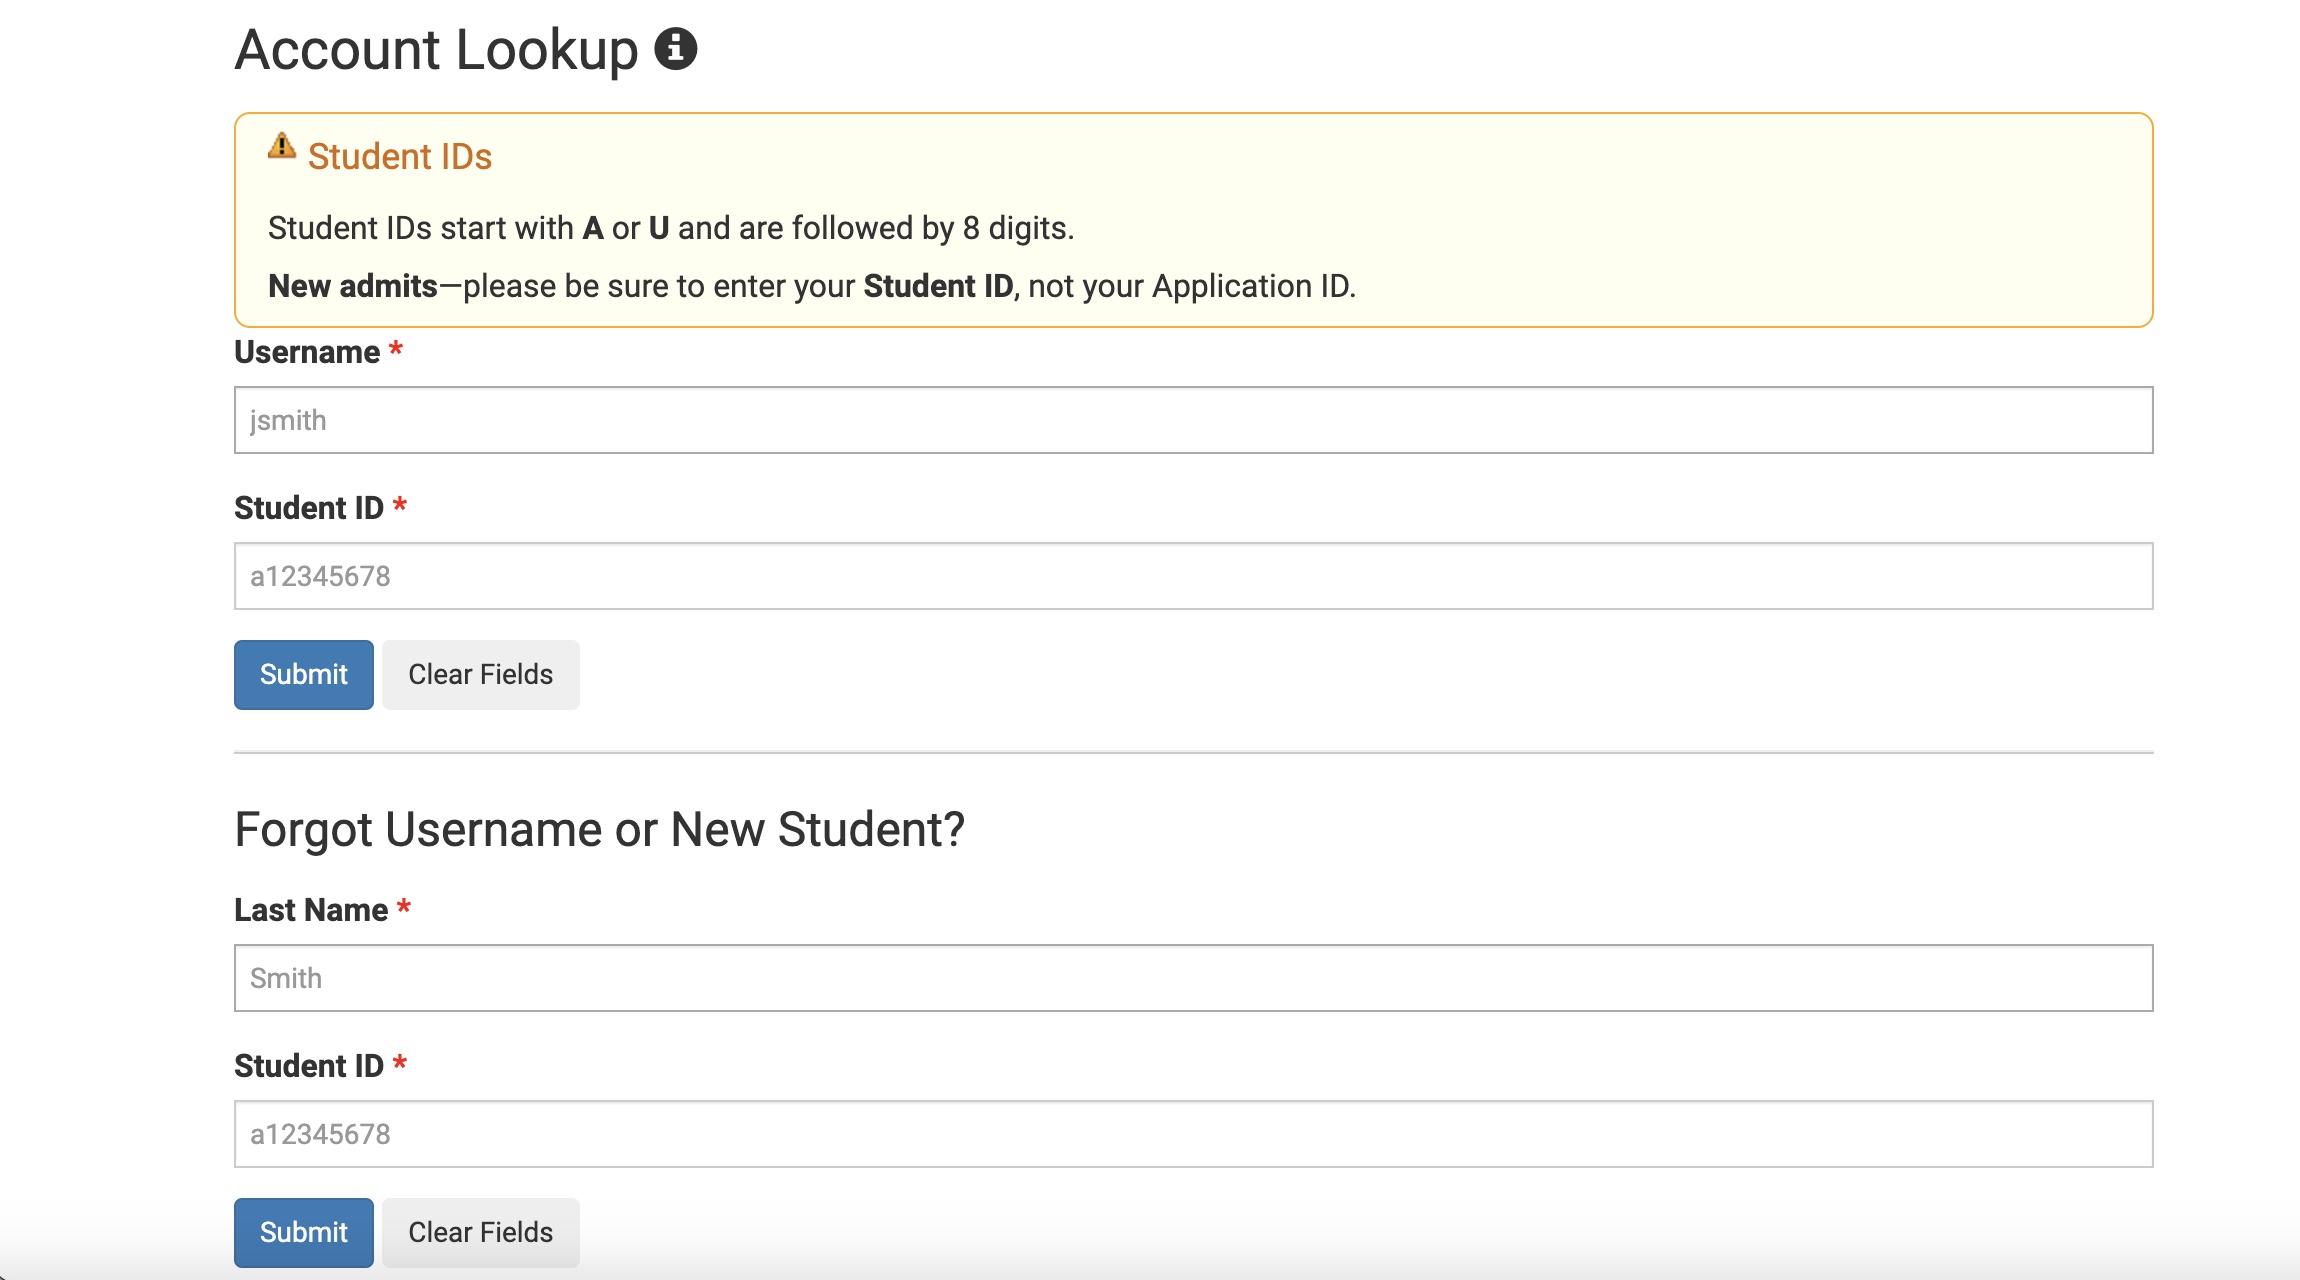 Account Lookup
Student IDs
Student IDs start with A or U and are followed by 8 digits.
New admits—please be sure to enter your Student ID, not your Application ID.
Username *
jsmith
Student ID *
a12345678
Submit Clear Fields
Forgot Username or New Student?
Last Name *
Smith
Student ID *
a12345678
Submit Clear Fields